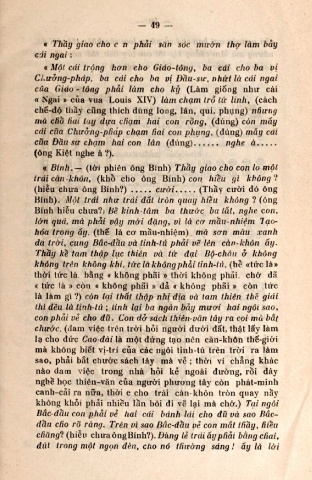 — 49 —
« Thầy giao cho c n phải săn sóc mướn thợ làm bảy
cái ngai :
« Một cái trọng hơn cho Giáo-tông, ba cái cho ba vị
Chưởng-pháp, ba cái cho ba vị Đầu-sư, nhứt là cái ngai
của Giáo-tông phải làm cho kỹ (Làm giống như cái
« Ngai » của vua Louis XIV) làm chạm trổ tứ linh, (cách
chế-độ thầy cũng thích dùng long, lân, qui, phụng) nhưng
mà chỗ hai tay dựa chạm hai con rồng, (đúng) còn mấy
cái của Chưởng-pháp chạm hai con phụng, (đúng) mấy cái
của Đầu sư chạm hai con lân (đúng)...... nghe à.....
(ông Kiệt nghe à ?).
« Bính.— (tới phiên ông Bính) Thầy giao cho con lo một
trái càn-khôn, (khổ cho ông Bính) con hiểu gì không ?
(hiểu chưa ông Bính?) ..... cười..... (Thầy cười đó ông
Bính). Một trái như trái đất tròn quay hiểu không ? (ông
Bính hiểu chưa?) Bề kính-tâm ba thước ba tất, nghe con,
lớn quá, mà phải vậy mới đặng, vì là cơ mầu-nhiệm Tạo-
hóa trong ấy. (thế là cơ mầu-nhiệm) mà sơn màu xanh
da trời, cung Bắc-đẩu và tinh-tú phải vẽ lên càn-khôn ấy.
Thầy kể tam thập lục thiên và tứ đại Bộ-châu ở không
không trên không khí, tức là không phải tinh-tú, (hễ «tức là»
thời tức là bằng « không phải » thời không phải. chớ đã
« tức là » còn « không phải » đả « không phải » còn tức
là làm gì ?) còn lại thất thập nhị địa và tam thiên thế giái
thì đều là tinh-tú ; tính lại ba ngàn bảy mươi hai ngôi sao,
con phải vẽ cho đủ. Con dở sách thiên-văn tây ra coi mà bắt
chước. (dam việc trên trời hỏi người dưới đất, thật lấy làm
lạ cho đức Cao-đài là một đứng tạo nên càn-khôn thế-giới
mà không biết vị-trí của các ngôi tịnh-tú trên trời ra làm
sao, phải bắt chước sách tây mà vẽ ; thời vì chẳng khác
nào dam việc trong nhà hỏi kẻ ngoài đường, rồi đây
nghề học thiên-văn của người phương tây còn phát-minh
canh-cải ra nữa, thời e cho trái càn-khôn tròn quay nầy
không khỏi phải nhiều lần bôi đi vẽ lại mà chớ.) Tại ngôi
Bắc-đẩu con phải vẽ hai cái bánh lái cho đủ và sao Bắc-
đẩu cho rõ ràng. Trên vì sao Bắc-đẩu vẽ con mắt thầy, hiểu
chăng? (hiểu chưa ông Bính?). Đáng lẽ trái ấy phải bằng chai,
đút trong một ngọn đèn, cho nó thường sáng! ấy là lời